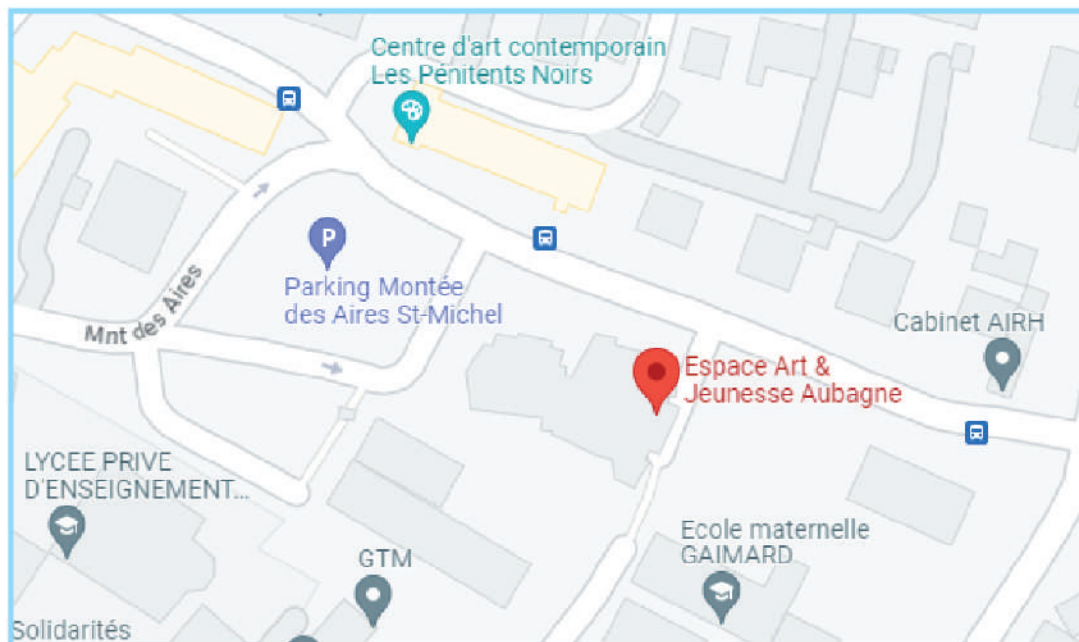 Centre d'art contemporain
Les Pénitents Noirs
P
Parking Montée
des Aires St-Michel
Mnt des Aires
Cabinet AIRH
Espace Art &
Jeunesse Aubagne
LYCEE PRIVE
D'ENSEIGNEMENT...
Ecole maternelle
GAIMARD
GTM
Solidarités